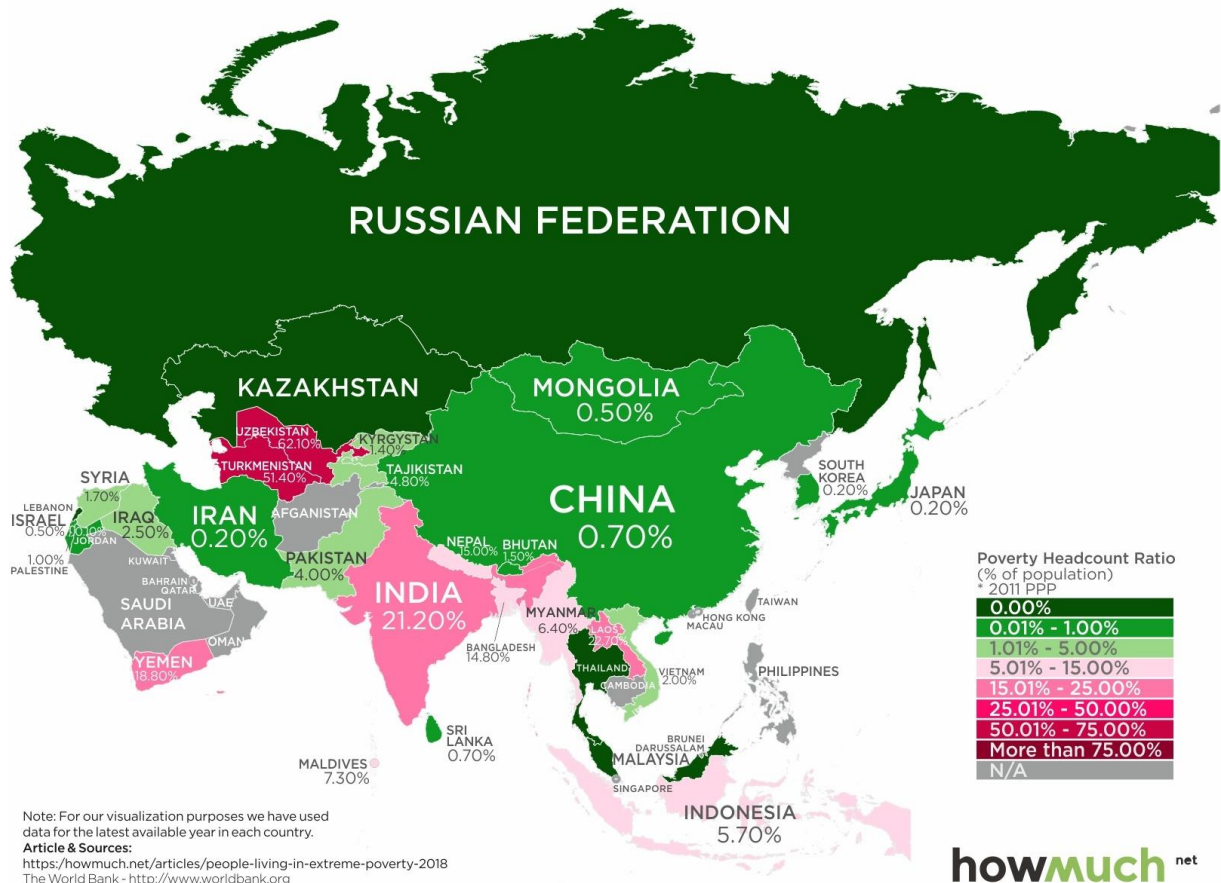 RUSSIAN FEDERATION
KAZAKHSTAN
MONGOLIA
0.50%
UZBEKISTAN
62.10%
KYRGYSTAN
1.40%
TURKMENISTAN
51.40%
TAJIKISTAN
4.80%
SYRIA
1.70%
LEBANON
ISRAEL
0.50%
JORDAN
IRAQ
2.50%
IRAN
0.20%
AFGANISTAN
CHINA
0.70%
SOUTH
KOREA
0.20%
JAPAN
0.20%
1.00%
PALESTINE
KUWAIT
BAHRAIN
QATAR
SAUDI
ARABIA
UAE
OMAN
YEMEN
18.80%
PAKISTAN
4.00%
NEPAL
15.00%
BHUTAN
1.50%
INDIA
21.20%
MYANMAR
6.40%
BANGLADESH
14.80%
LAOS
22.70%
THAILAND
CAMBODIA
VIETNAM
2.00%
TAIWAN
HONG KONG
MACAU
PHILIPPINES
SRI
LANKA
0.70%
MALDIVES
7.30%
BRUNEI
DARUSSALAM
MALAYSIA
SINGAPORE
INDONESIA
5.70%
Poverty Headcount Ratio
(% of population)
* 2011 PPP
0.00%
0.01% - 1.00%
1.01% - 5.00%
5.01% - 15.00%
15.01% - 25.00%
25.01% - 50.00%
50.01% - 75.00%
More than 75.00%
N/A
Note: For our visualization purposes we have used
data for the latest available year in each country.
Article & Sources:
https:/howmuch.net/articles/people-living-in-extreme-poverty-2018
The World Bank - http://www.worldbank.org
howmuch net